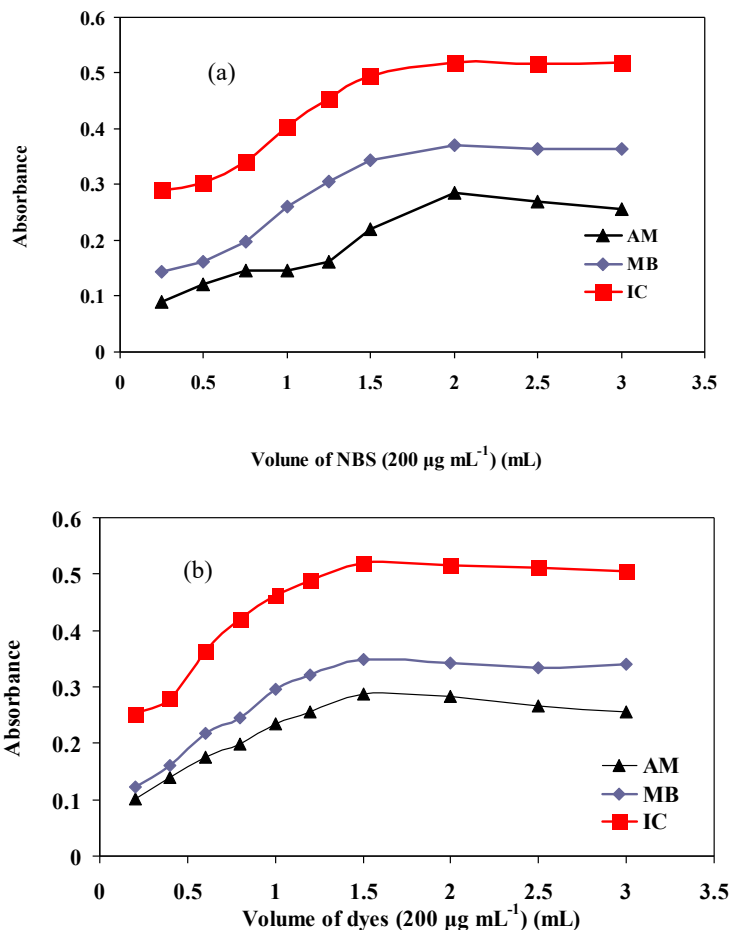 0.6
(a)
0.5
0.4
0.3
0.2
0.1
0
Absorbance
AM
MB
IC
0 0.5 1 1.5 2 2.5 3 3.5
Volune of NBS (200 µg mL⁻¹) (mL)
0.6
(b)
0.5
0.4
0.3
0.2
0.1
0
Absorbance
AM
MB
IC
0 0.5 1 1.5 2 2.5 3 3.5
Volume of dyes (200 µg mL⁻¹) (mL)